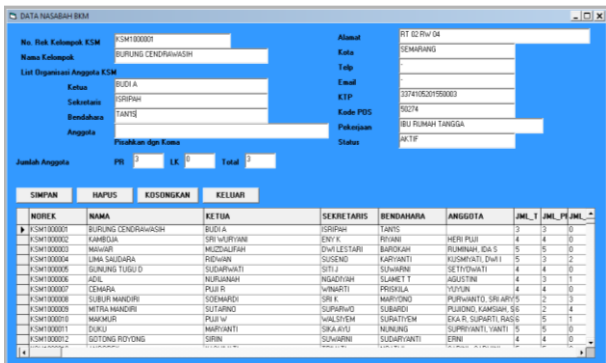 DATA NASABAH BKM
No. Rek Kelompok KSM KSM1000001
Nama Kelompok BURUNG CENDRAWASIH
List Organisasi Anggota KSM
Ketua BUDI A
Sekretaris ISRIPAH
Bendahara TANIS
Anggota
Pisahkan dgn Koma
Jumlah Anggota PR 3 LK 0 Total 3
Alamat RT 02 RW 04
Kota SEMARANG
Telp -
Email -
KTP 3374105201550003
Kode POS 50274
Pekerjaan IBU RUMAH TANGGA
Status AKTIF
SIMPAN HAPUS KOSONGKAN KELUAR
NOREK NAMA KETUA SEKRETARIS BENDAHARA ANGGOTA JML_T JML_PI JML_
KSM1000001 BURUNG CENDRAWASIH BUDI A ISRIPAH TANIS 3 3 0
KSM1000002 KAMBOJA SRI WURYANI ENY K RIYANI HERI PUJI 4 4 0
KSM1000003 MAWAR MUZDALIFAH DWI LESTARI BAROKAH RUMINAH, IDA S 5 5 0
KSM1000004 LIMA SAUDARA RIDWAN SUSENO KARYANTI KUSMIYATI, DWI I 5 3 2
KSM1000005 GUNUNG TUGU D SUDARWATI SITI J SUWARNI SETIYOWATI 4 4 0
KSM1000006 ADIL NURJANAH NGADIYAH SLAMET T AGUSTINI 4 3 1
KSM1000007 CEMARA PUJI R WINARTI PRISKILA YUYUN 4 4 0
KSM1000008 SUBUR MANDIRI SOEMARDI SRI K MARYONO PURWANTO, SRI ARY 5 2 3
KSM1000009 MITRA MANDIRI SUTARNO SUPARWO SUBARDI PUJIONO, KAMSIAH, S 6 2 4
KSM1000010 MAKMUR PUJI W WALSIYEM SURATIYEM EKA R, SUPARTI, RAS 6 5 1
KSM1000011 DUKU MARYANTI SIKA AYU NUNUNG SUPRIYANTI, YANTI 5 5 0
KSM1000012 GOTONG ROYONG SIRIN SUWARNI SUDARYANTI ERNI 4 4 0